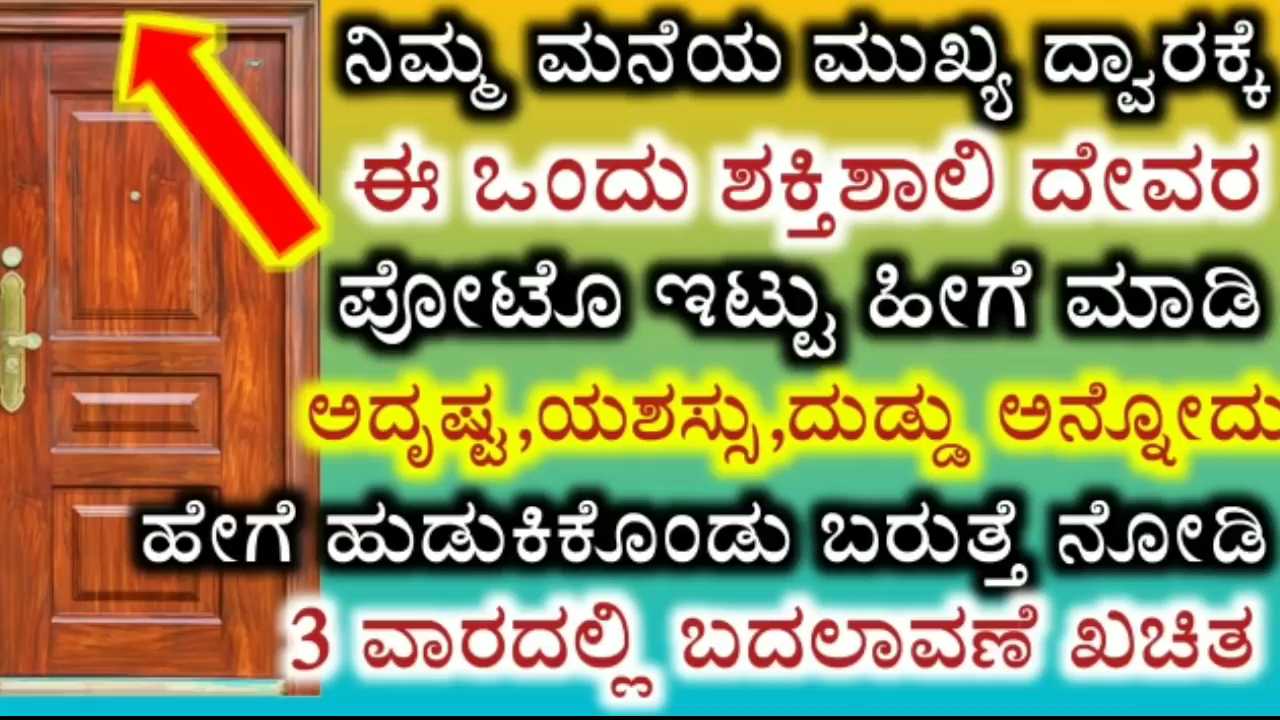 ನಿಮ್ಮ ಮನೆಯ ಮುಖ್ಯ ದ್ವಾರಕ್ಕೆ
ಈ ಒಂದು ಶಕ್ತಿಶಾಲಿ ದೇವರ
ಪೋಟೊ ಇಟ್ಟು ಹೀಗೆ ಮಾಡಿ
ಅದೃಷ್ಟ,ಯಶಸ್ಸು,ದುಡ್ಡು ಅನ್ನೋದು
ಹೇಗೆ ಹುಡುಕಿಕೊಂಡು ಬರುತ್ತೆ ನೋಡಿ
3 ವಾರದಲ್ಲಿ ಬದಲಾವಣೆ ಖಚಿತ